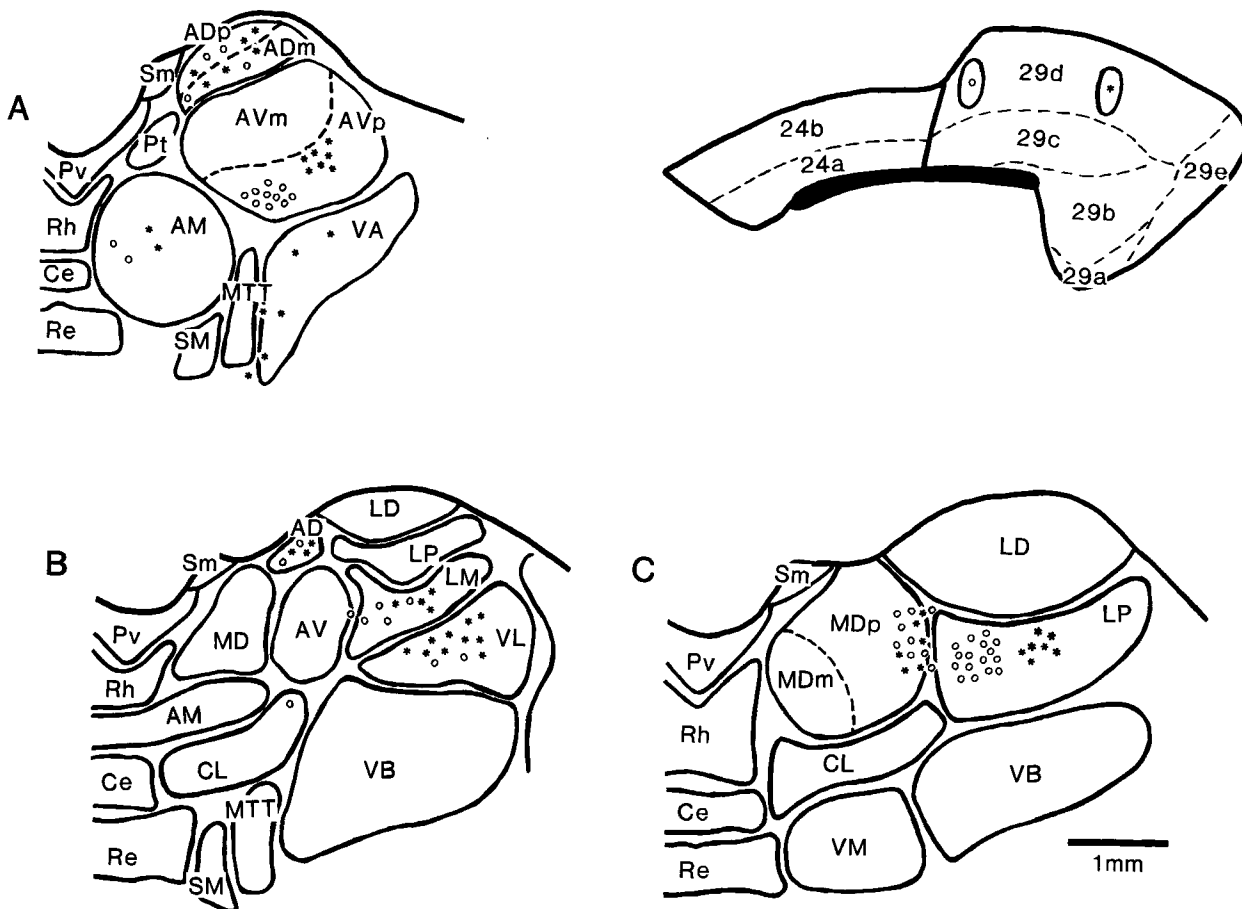 A
ADp
ADm
Sm
AVm
AVp
Pt
Pv
Rh
AM
VA
Ce
MTT
Re
SM
29d
24b
29c
24a
29e
29b
29a
B
LD
AD
LP
Sm
LM
Pv
MD
AV
VL
Rh
AM
CL
VB
Ce
MTT
Re
SM
C
LD
Sm
LP
MDp
Pv
MDm
Rh
CL
VB
Ce
VM
Re
1mm